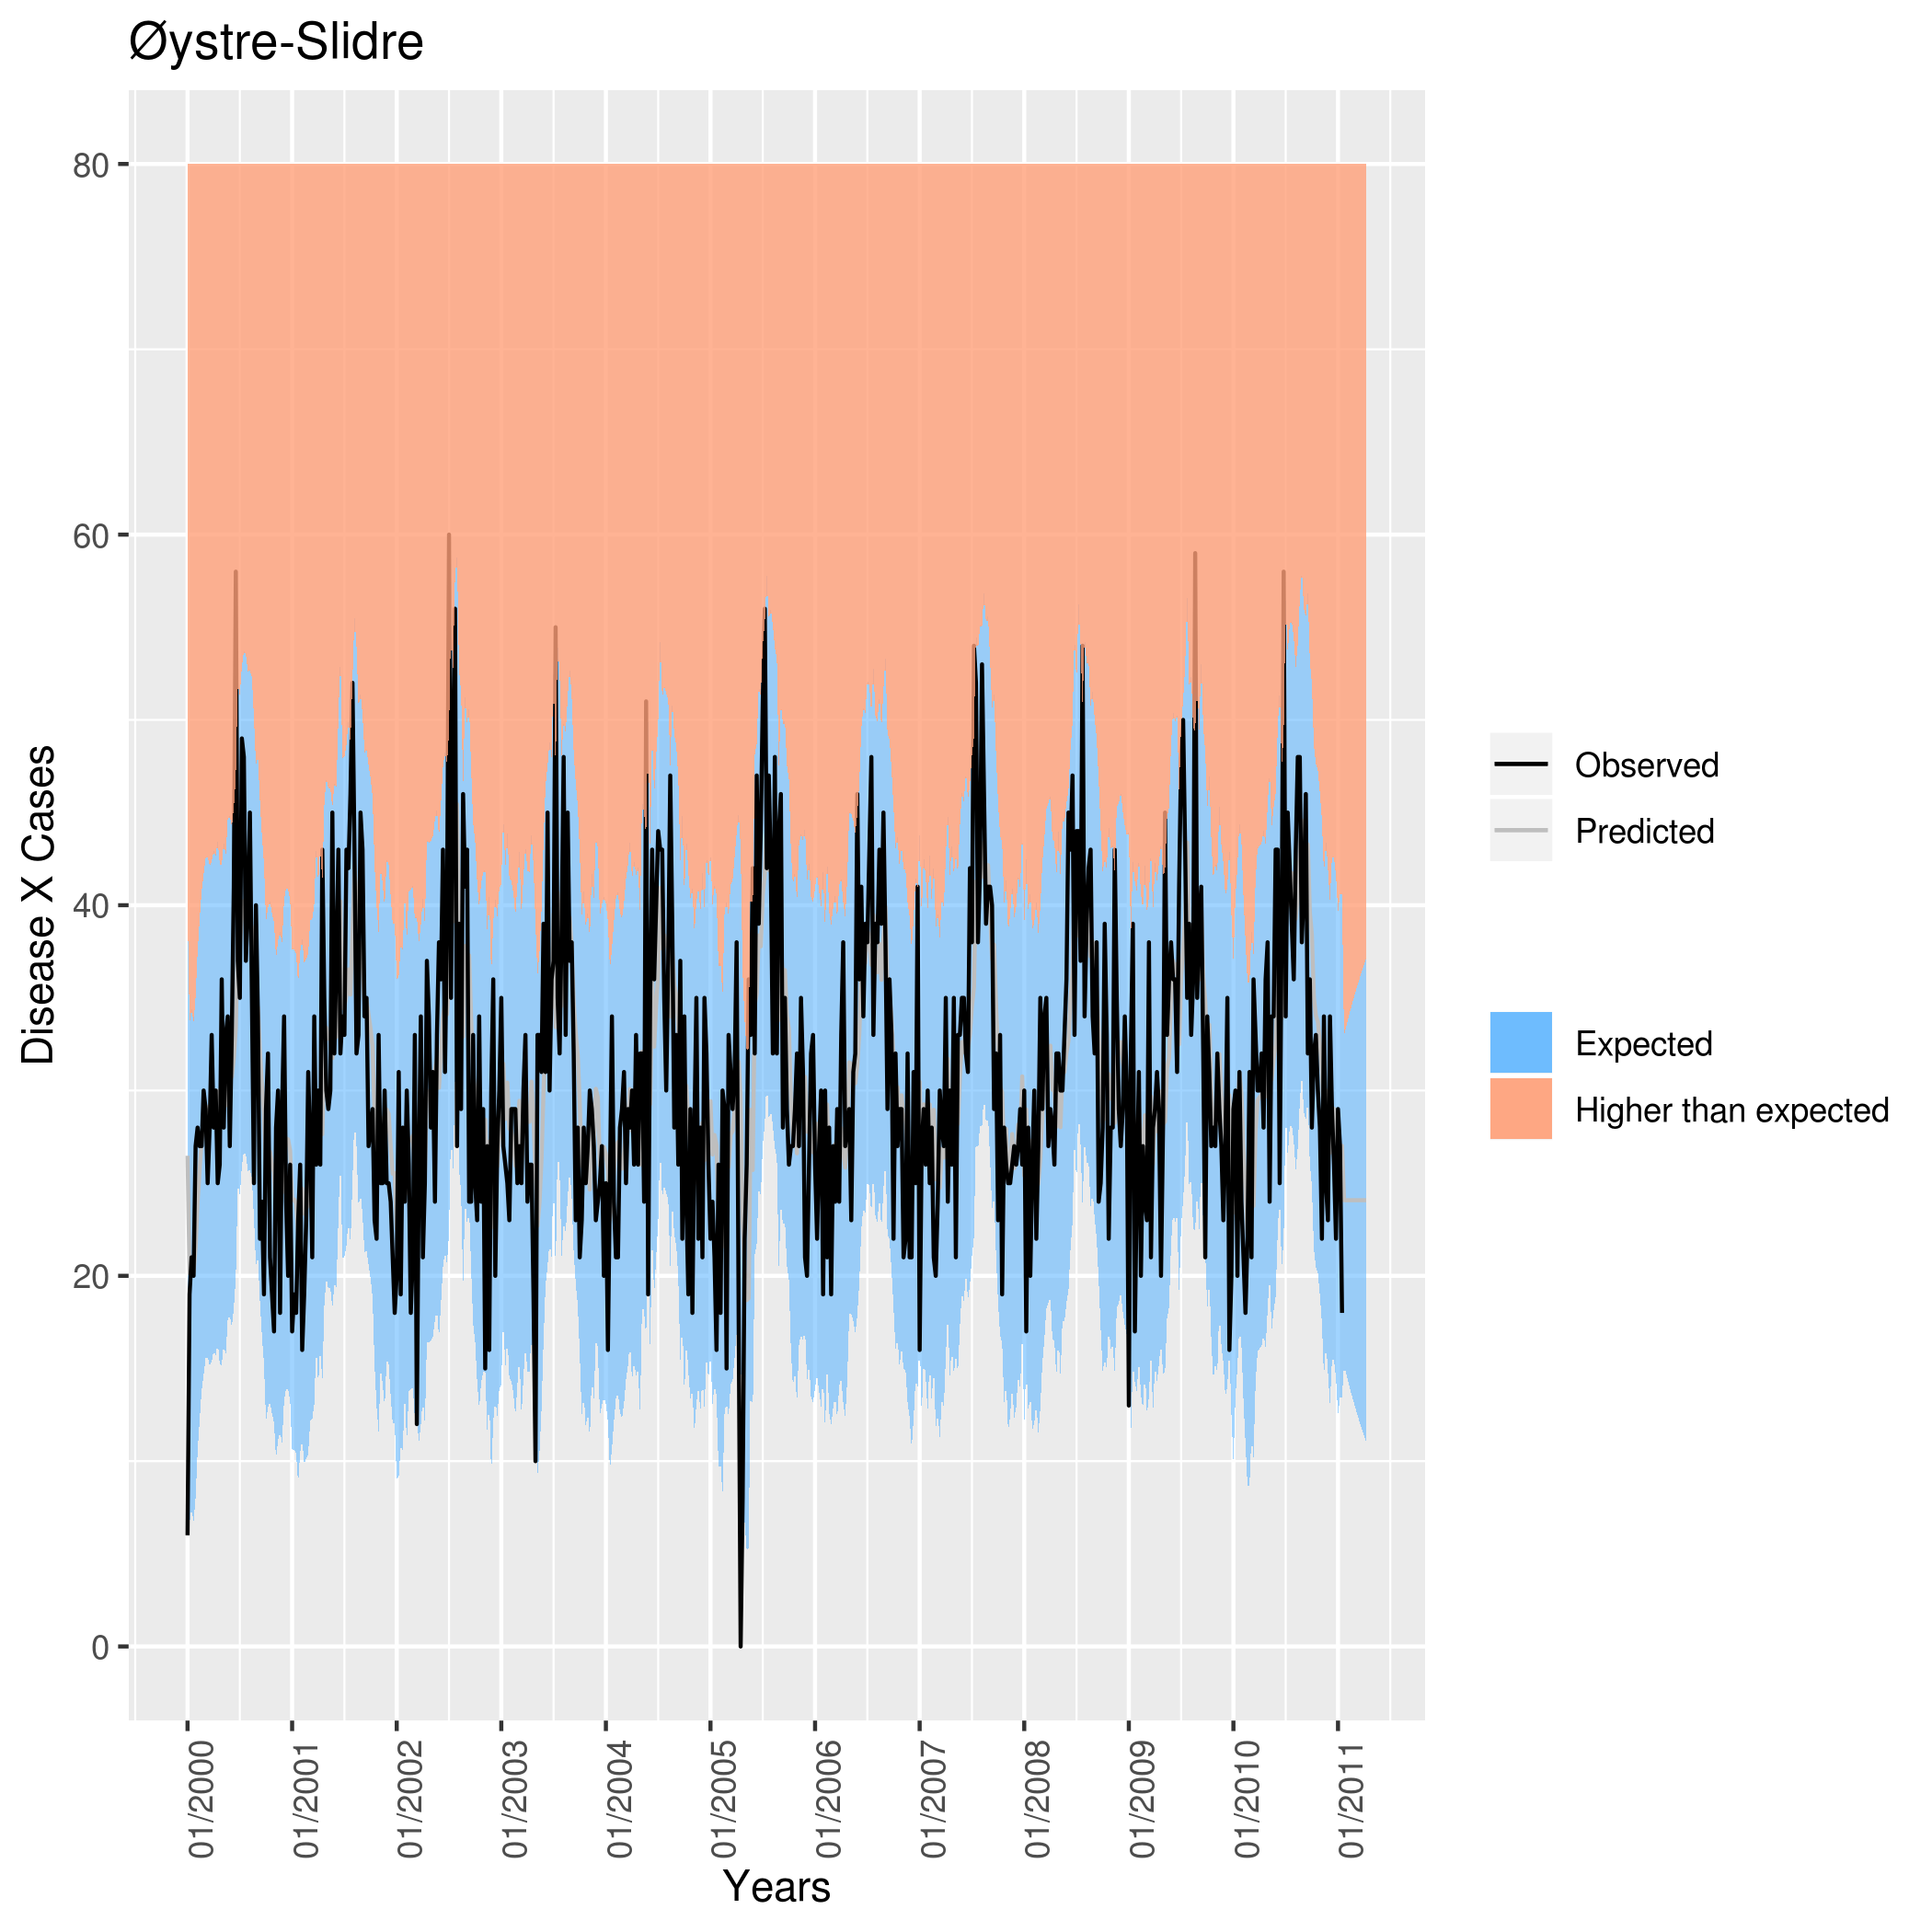 Øystre-Slidre
Disease X Cases
80
60
40
20
0
01/2000
01/2001
01/2002
01/2003
01/2004
01/2005
01/2006
01/2007
01/2008
01/2009
01/2010
01/2011
Years
Observed
Predicted
Expected
Higher than expected